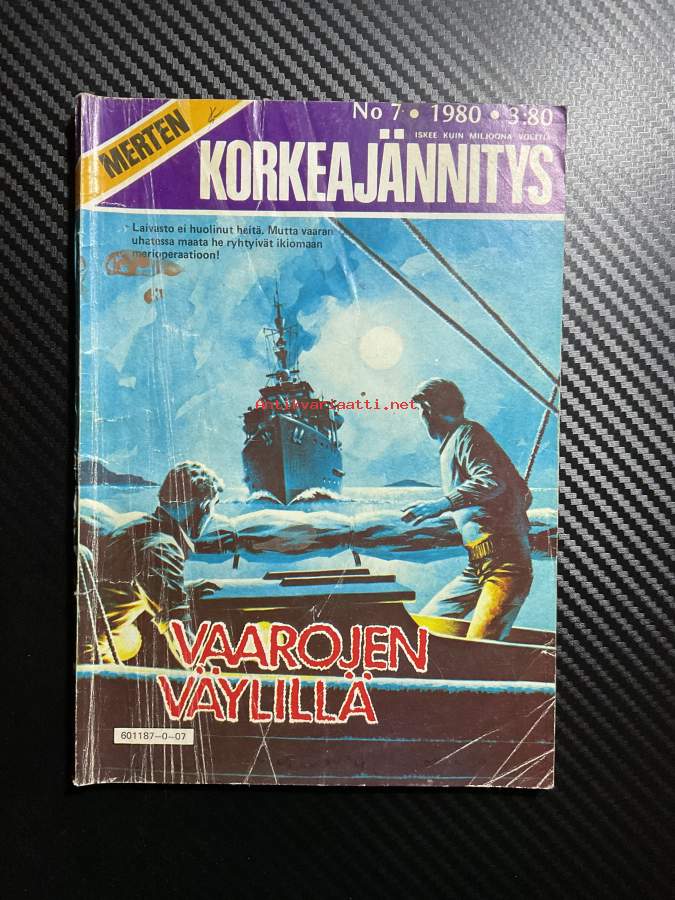 No 7 • 1980 • 3:80
MERTEN
ISKEE KUIN MILJOONA VOLTTIA
KORKEAJÄNNITYS
Laivasto ei huolinut heitä. Mutta vaaran
uhatessa maata he ryhtyivät ikiomaan
merioperaatioon!
Antikvariaatti.net
VAAROJEN
VÄYLILLÄ
601187-0-07